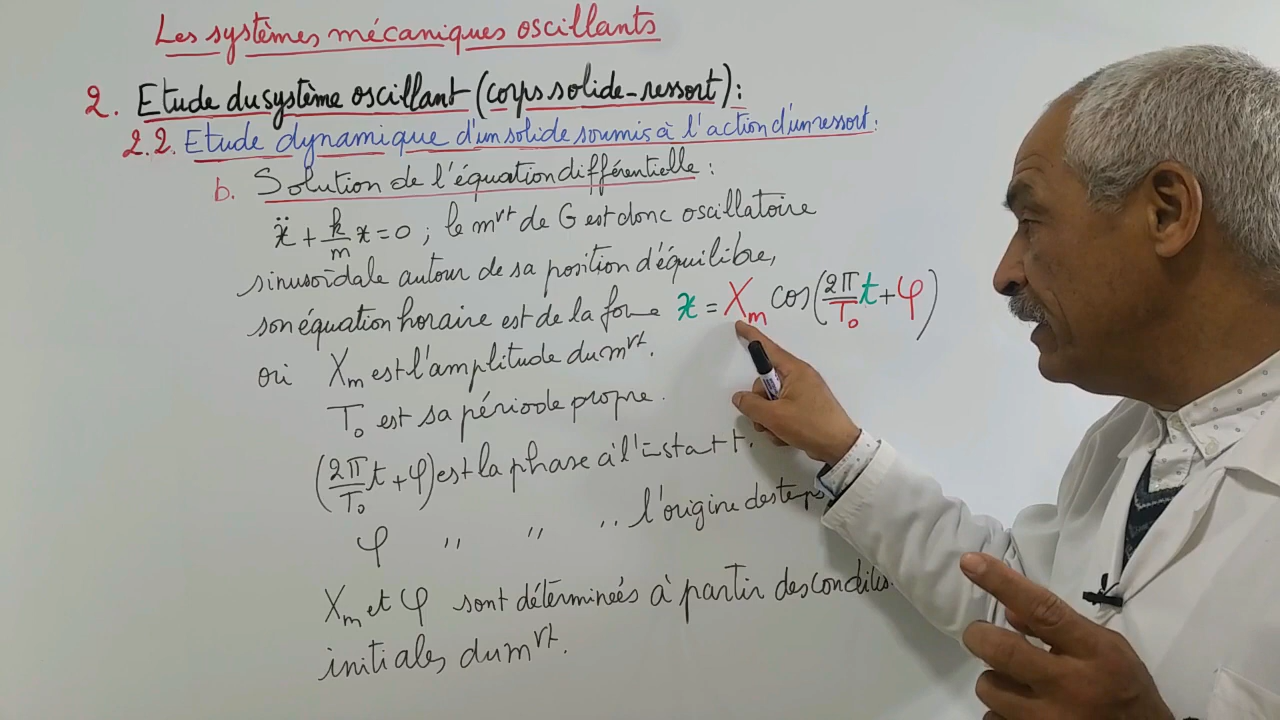 Les systèmes mécaniques oscillants
2. Etude du système oscillant (corps solide-ressort):
2.2. Etude dynamique d'un solide soumis à l'action d'un ressort:
b. Solution de l'équation différentielle:
ẍ + k/m x = 0 ; le mvt de G est donc oscillatoire
sinusoïdale autour de sa position d'équilibre,
son équation horaire est de la forme x = Xm cos(2π/T₀ t + φ)
où Xm est l'amplitude du mvt.
T₀ est sa période propre.
(2π/T₀ t + φ) est la phase à l'instant t.
φ " " " l'origine des temps
Xm et φ sont déterminées à partir des conditions
initiales du mvt.